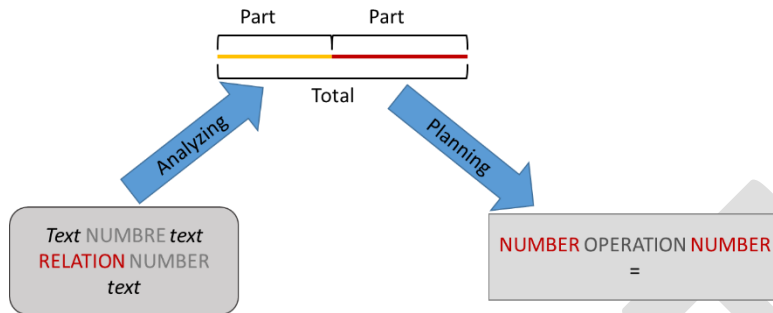 Part Part
Total
Analyzing
Planning
Text NUMBRE text
RELATION NUMBER
text
NUMBER OPERATION NUMBER
=